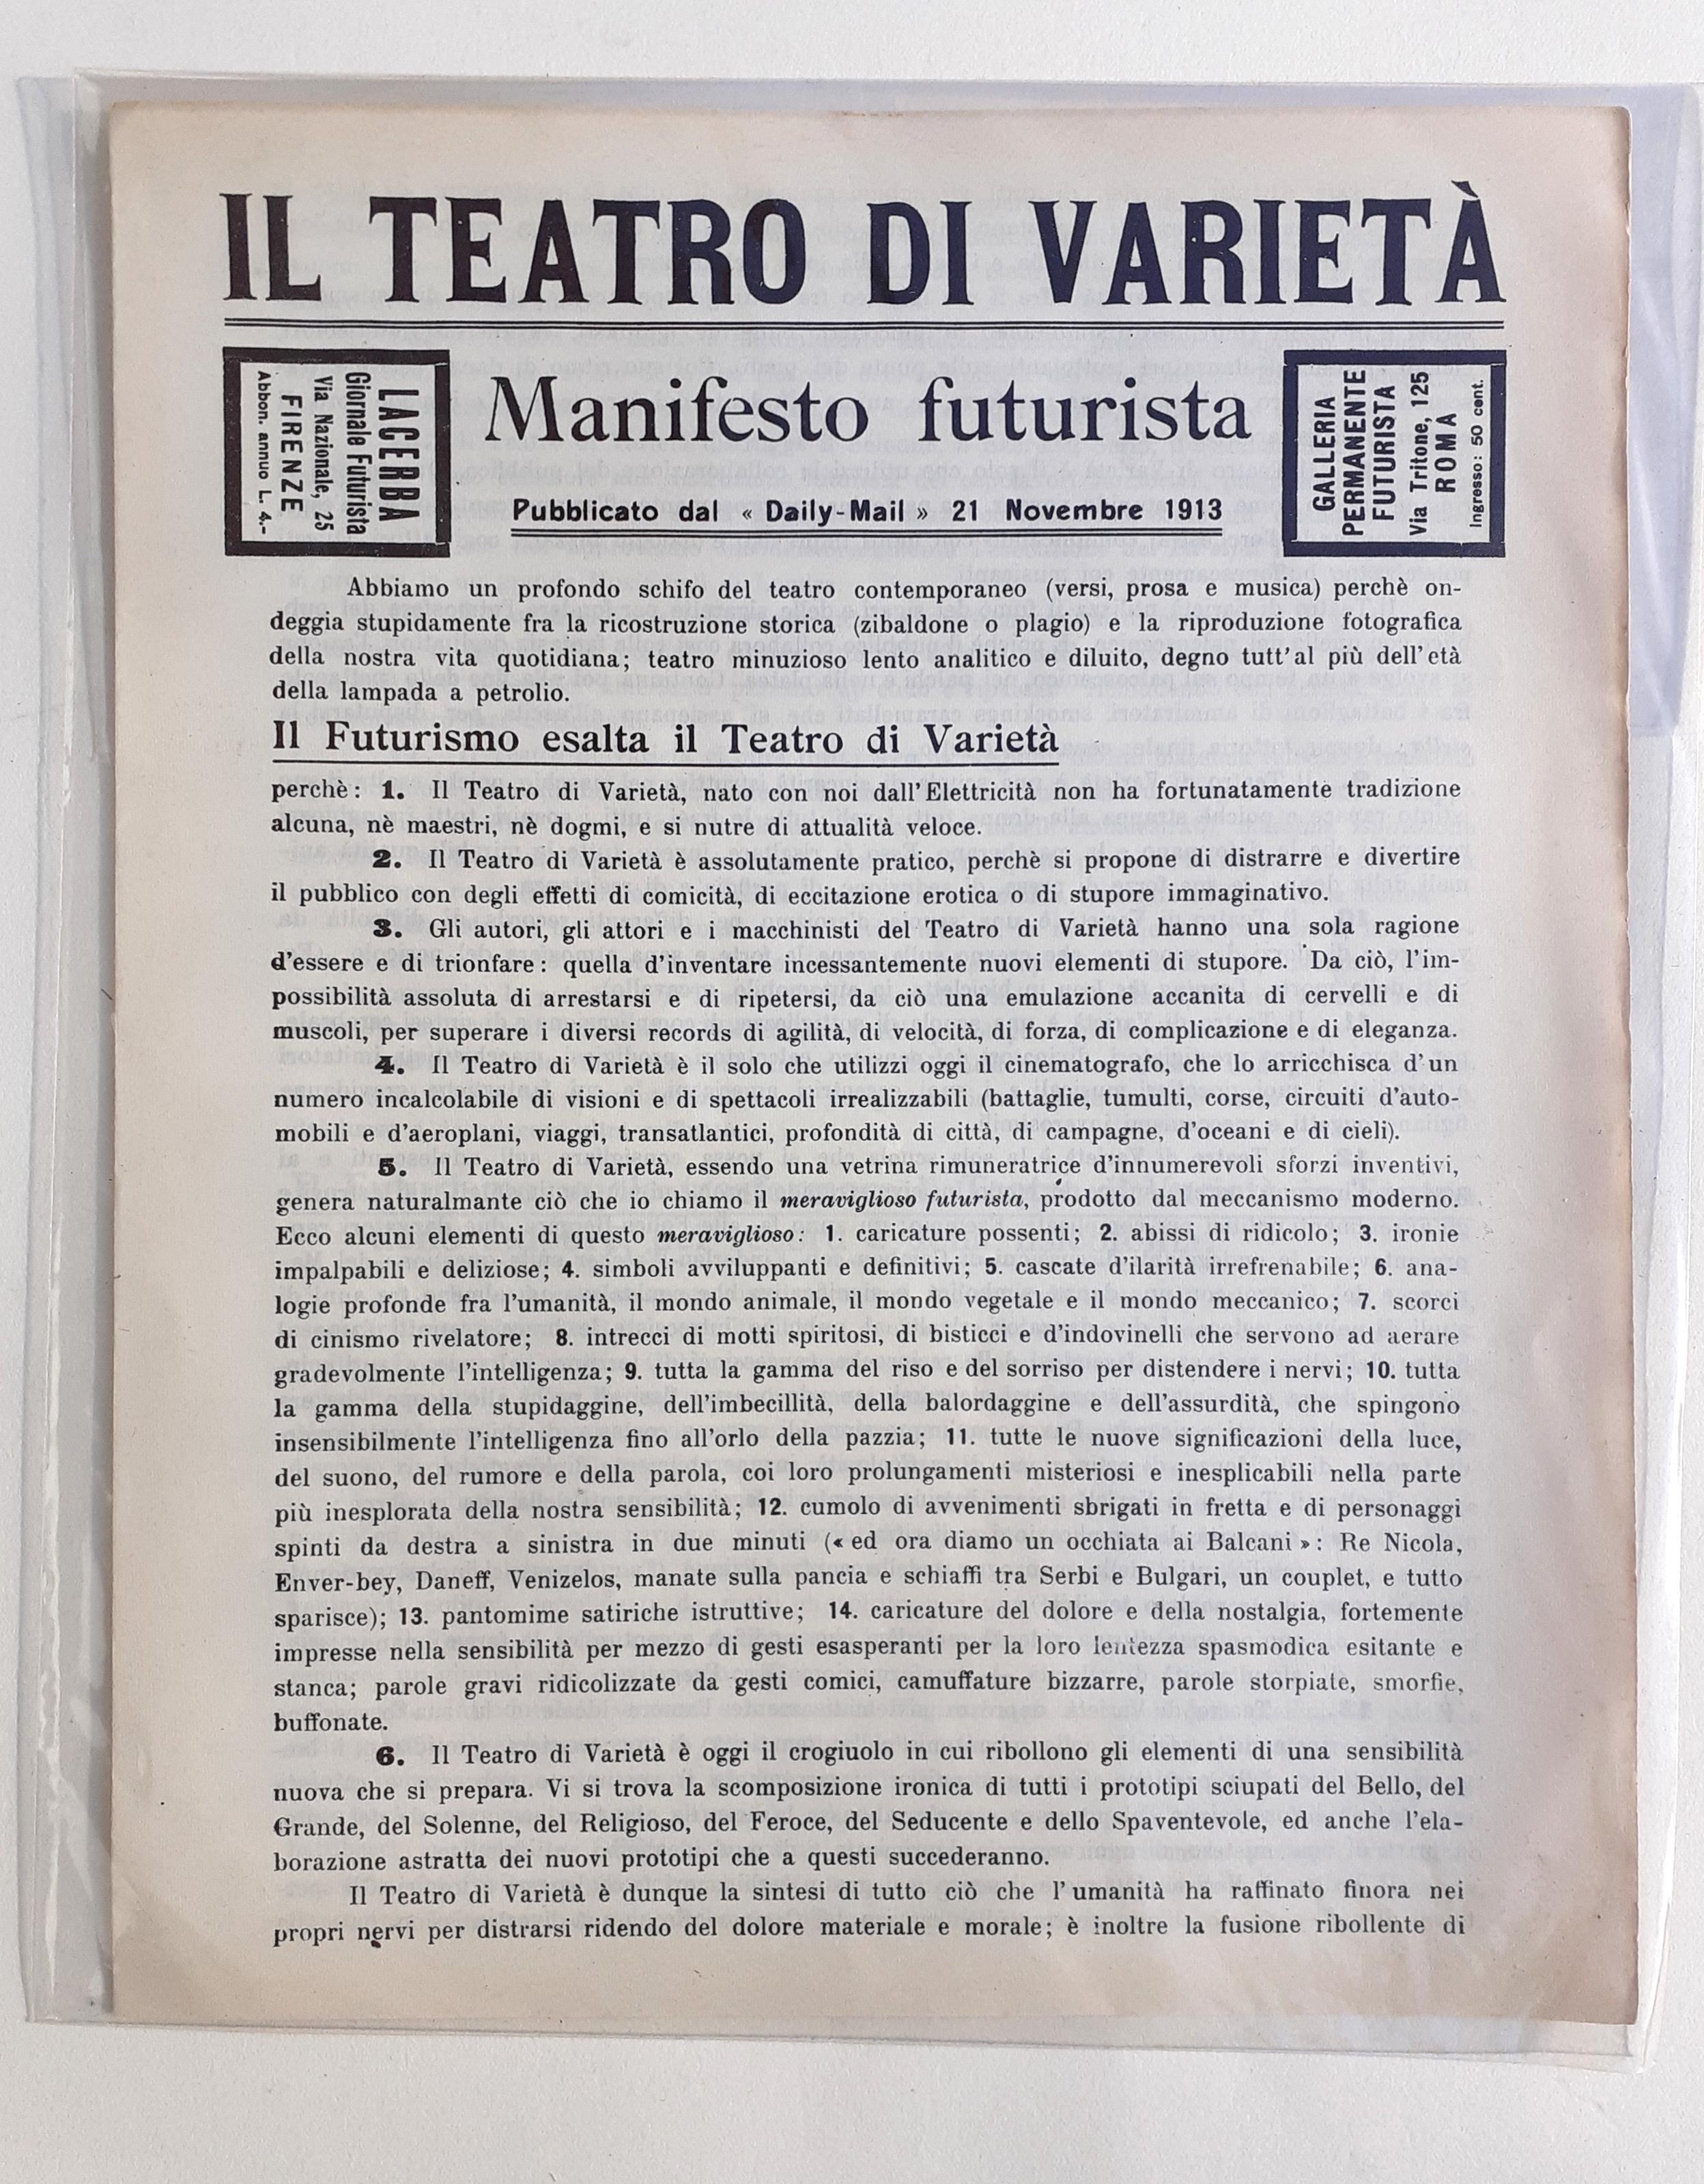 IL TEATRO DI VARIETÀ
LACERBA
Giornale Futurista
Via Nazionale, 25
FIRENZE
Abbon. annuo L. 4.-
Manifesto futurista
Pubblicato dal « Daily-Mail » 21 Novembre 1913
GALLERIA
PERMANENTE
FUTURISTA
Via Tritone, 125
ROMA
Ingresso: 50 cent.
Abbiamo un profondo schifo del teatro contemporaneo (versi, prosa e musica) perchè on-
deggia stupidamente fra la ricostruzione storica (zibaldone o plagio) e la riproduzione fotografica
della nostra vita quotidiana; teatro minuzioso lento analitico e diluito, degno tutt'al più dell'età
della lampada a petrolio.
Il Futurismo esalta il Teatro di Varietà
perchè: 1. Il Teatro di Varietà, nato con noi dall'Elettricità non ha fortunatamente tradizione
alcuna, nè maestri, nè dogmi, e si nutre di attualità veloce.
2. Il Teatro di Varietà è assolutamente pratico, perchè si propone di distrarre e divertire
il pubblico con degli effetti di comicità, di eccitazione erotica o di stupore immaginativo.
3. Gli autori, gli attori e i macchinisti del Teatro di Varietà hanno una sola ragione
d'essere e di trionfare: quella d'inventare incessantemente nuovi elementi di stupore. Da ciò, l'im-
possibilità assoluta di arrestarsi e di ripetersi, da ciò una emulazione accanita di cervelli e di
muscoli, per superare i diversi records di agilità, di velocità, di forza, di complicazione e di eleganza.
4. Il Teatro di Varietà è il solo che utilizzi oggi il cinematografo, che lo arricchisca d'un
numero incalcolabile di visioni e di spettacoli irrealizzabili (battaglie, tumulti, corse, circuiti d'auto-
mobili e d'aeroplani, viaggi, transatlantici, profondità di città, di campagne, d'oceani e di cieli).
5. Il Teatro di Varietà, essendo una vetrina rimuneratrice d'innumerevoli sforzi inventivi,
genera naturalmante ciò che io chiamo il meraviglioso futurista, prodotto dal meccanismo moderno.
Ecco alcuni elementi di questo meraviglioso: 1. caricature possenti; 2. abissi di ridicolo; 3. ironie
impalpabili e deliziose; 4. simboli avviluppanti e definitivi; 5. cascate d'ilarità irrefrenabile; 6. ana-
logie profonde fra l'umanità, il mondo animale, il mondo vegetale e il mondo meccanico; 7. scorci
di cinismo rivelatore; 8. intrecci di motti spiritosi, di bisticci e d'indovinelli che servono ad aerare
gradevolmente l'intelligenza; 9. tutta la gamma del riso e del sorriso per distendere i nervi; 10. tutta
la gamma della stupidaggine, dell'imbecillità, della balordaggine e dell'assurdità, che spingono
insensibilmente l'intelligenza fino all'orlo della pazzia; 11. tutte le nuove significazioni della luce,
del suono, del rumore e della parola, coi loro prolungamenti misteriosi e inesplicabili nella parte
più inesplorata della nostra sensibilità; 12. cumolo di avvenimenti sbrigati in fretta e di personaggi
spinti da destra a sinistra in due minuti (« ed ora diamo un occhiata ai Balcani »: Re Nicola,
Enver-bey, Daneff, Venizelos, manate sulla pancia e schiaffi tra Serbi e Bulgari, un couplet, e tutto
sparisce); 13. pantomime satiriche istruttive; 14. caricature del dolore e della nostalgia, fortemente
impresse nella sensibilità per mezzo di gesti esasperanti per la loro lentezza spasmodica esitante e
stanca; parole gravi ridicolizzate da gesti comici, camuffature bizzarre, parole storpiate, smorfie,
buffonate.
6. Il Teatro di Varietà è oggi il crogiuolo in cui ribollono gli elementi di una sensibilità
nuova che si prepara. Vi si trova la scomposizione ironica di tutti i prototipi sciupati del Bello, del
Grande, del Solenne, del Religioso, del Feroce, del Seducente e dello Spaventevole, ed anche l'ela-
borazione astratta dei nuovi prototipi che a questi succederanno.
Il Teatro di Varietà è dunque la sintesi di tutto ciò che l'umanità ha raffinato finora nei
propri nervi per distrarsi ridendo del dolore materiale e morale; è inoltre la fusione ribollente di